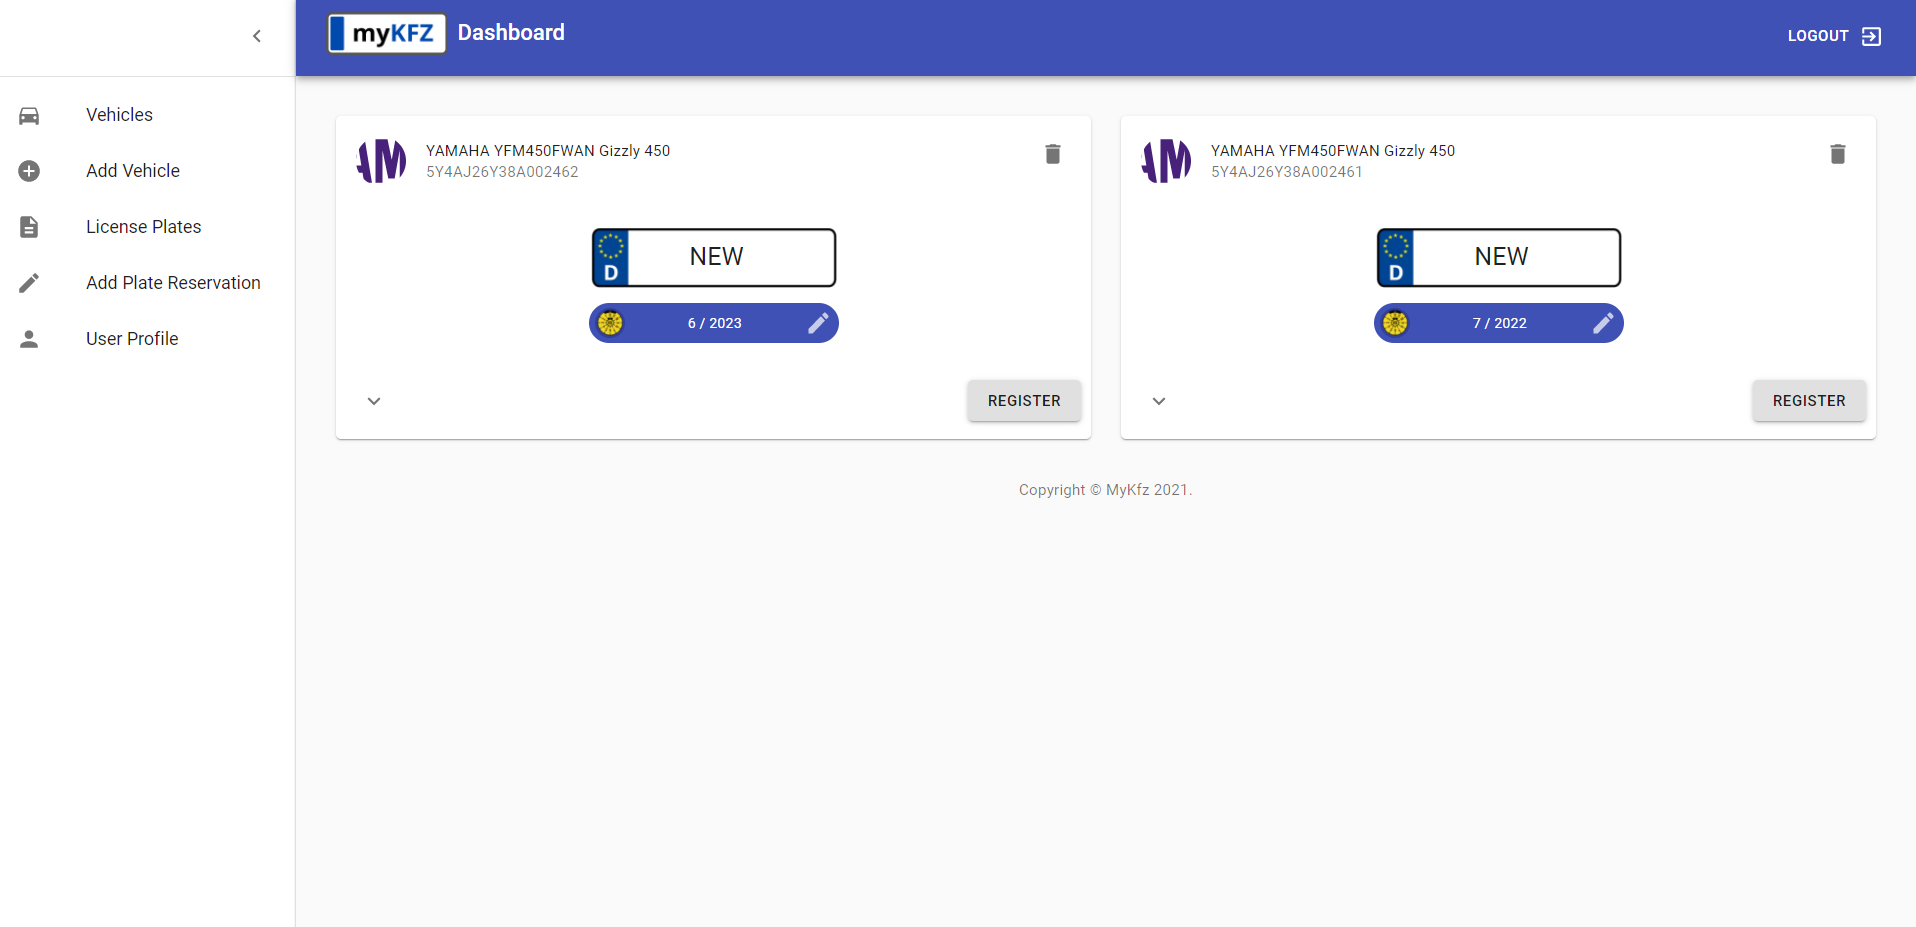 myKFZ Dashboard
LOGOUT
Vehicles
Add Vehicle
License Plates
Add Plate Reservation
User Profile
YAMAHA YFM450FWAN Gizzly 450
5Y4AJ26Y38A002462
D
NEW
6 / 2023
REGISTER
YAMAHA YFM450FWAN Gizzly 450
5Y4AJ26Y38A002461
D
NEW
7 / 2022
REGISTER
Copyright © MyKfz 2021.